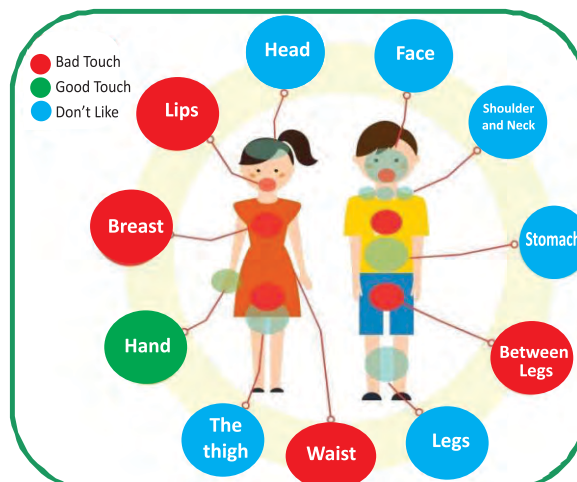 Bad Touch
Good Touch
Don't Like
Head
Face
Lips
Shoulder
and Neck
Breast
Stomach
Hand
Between
Legs
The
thigh
Waist
Legs